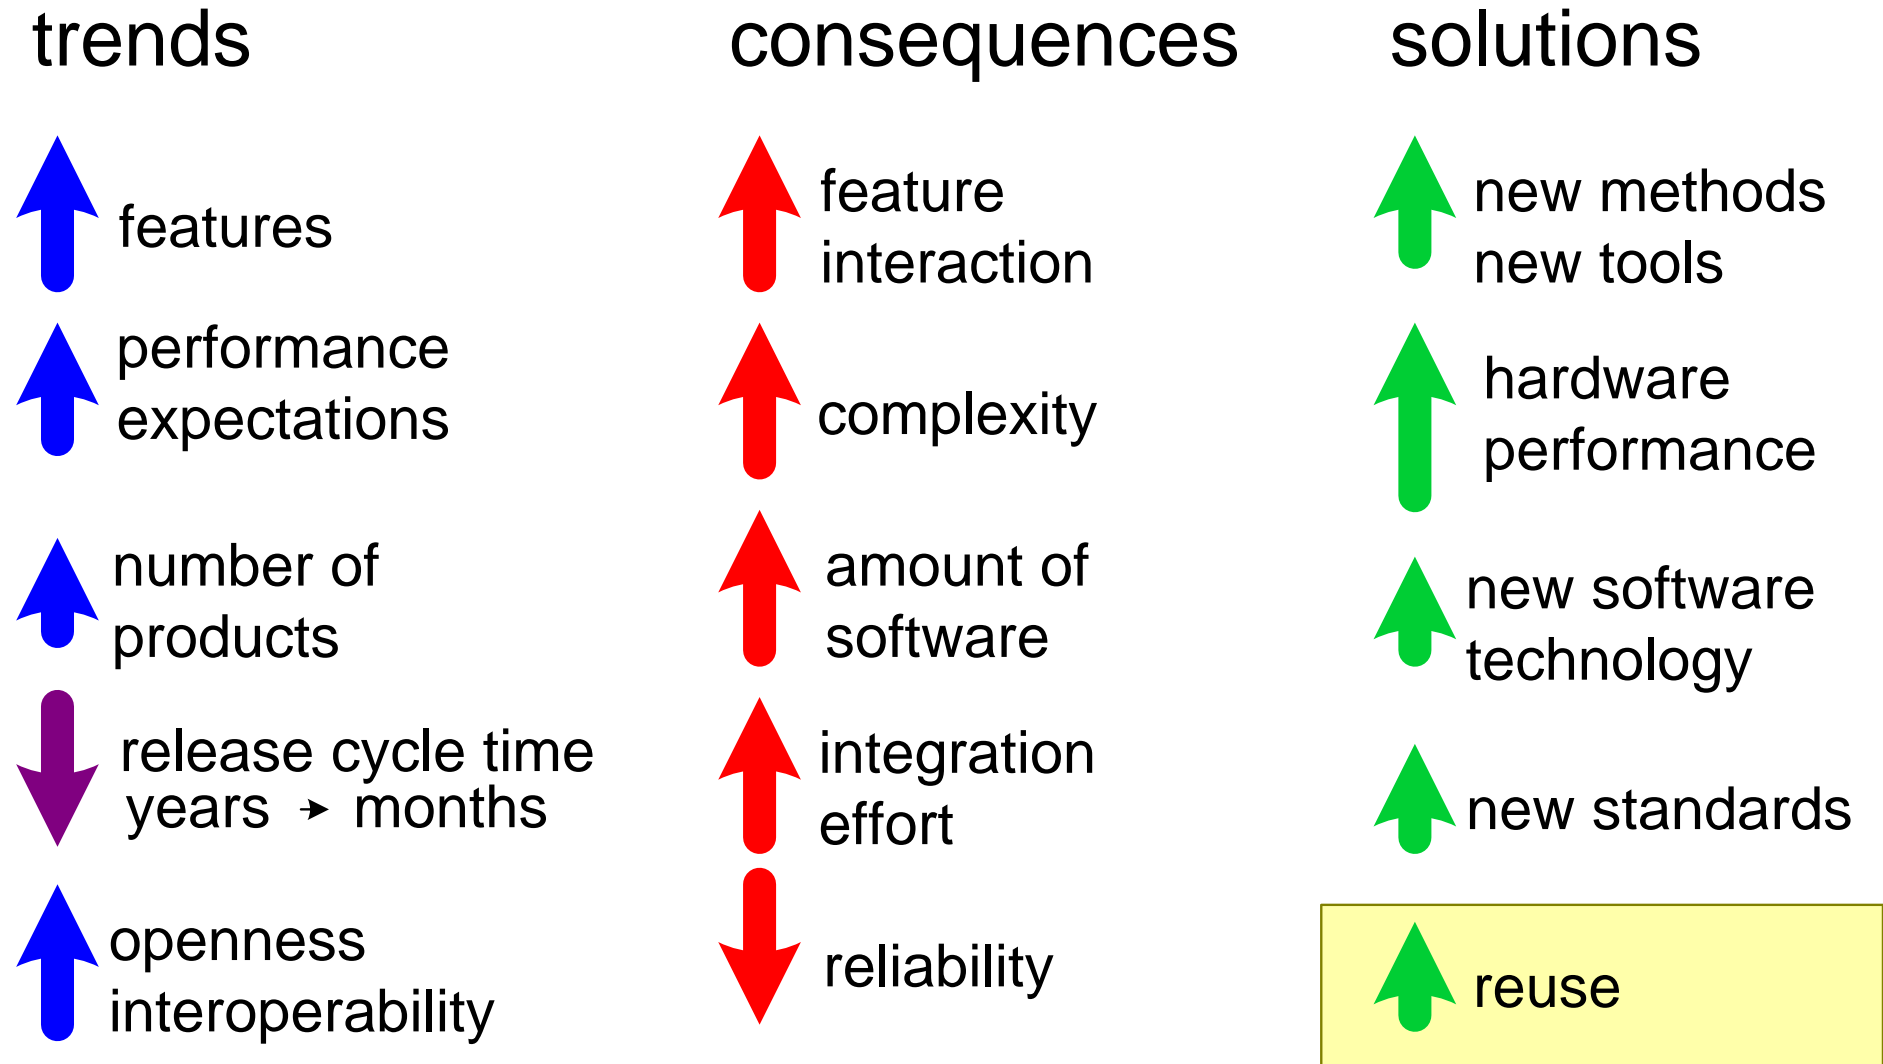 trends
features
performance
expectations
number of
products
release cycle time
years → months
openness
interoperability
consequences
feature
interaction
complexity
amount of
software
integration
effort
reliability
solutions
new methods
new tools
hardware
performance
new software
technology
new standards
reuse